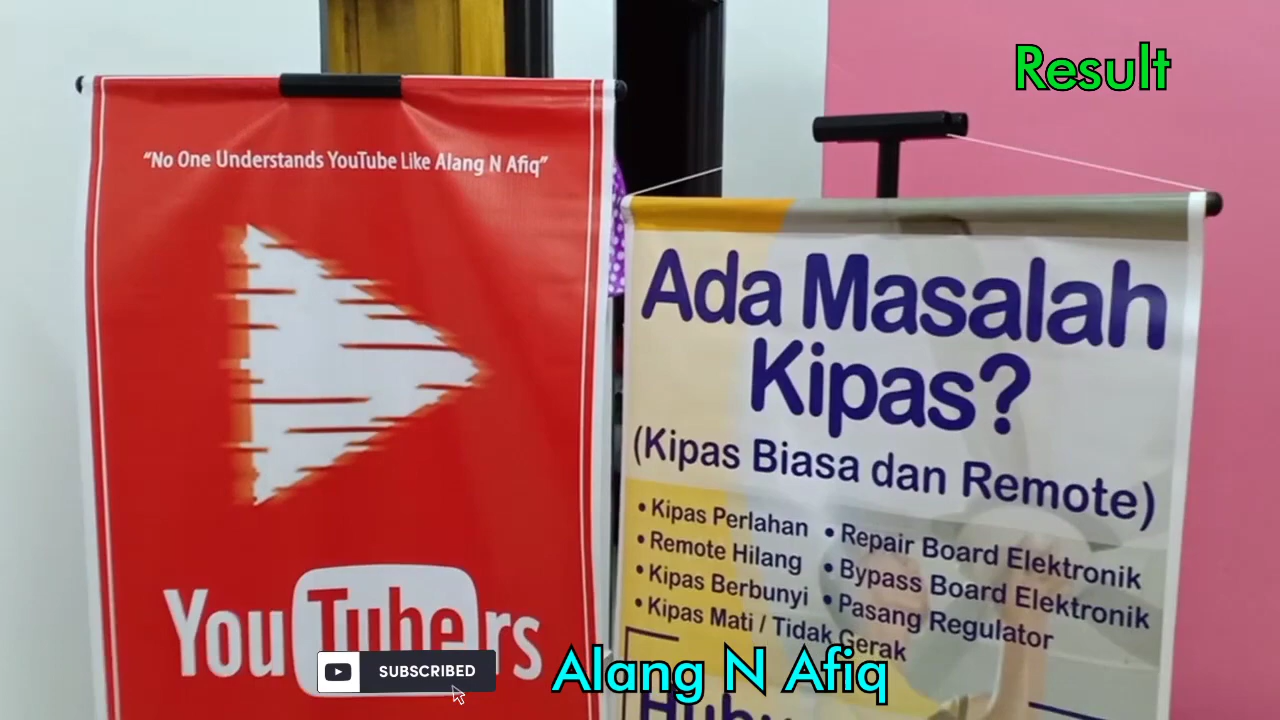 Result
“No One Understands YouTube Like Alang N Afiq”
YouTubers
Ada Masalah
Kipas?
(Kipas Biasa dan Remote)
• Kipas Perlahan
• Remote Hilang
• Kipas Berbunyi
• Kipas Mati / Tidak Gerak
• Repair Board Elektronik
• Bypass Board Elektronik
• Pasang Regulator
SUBSCRIBED
Alang N Afiq